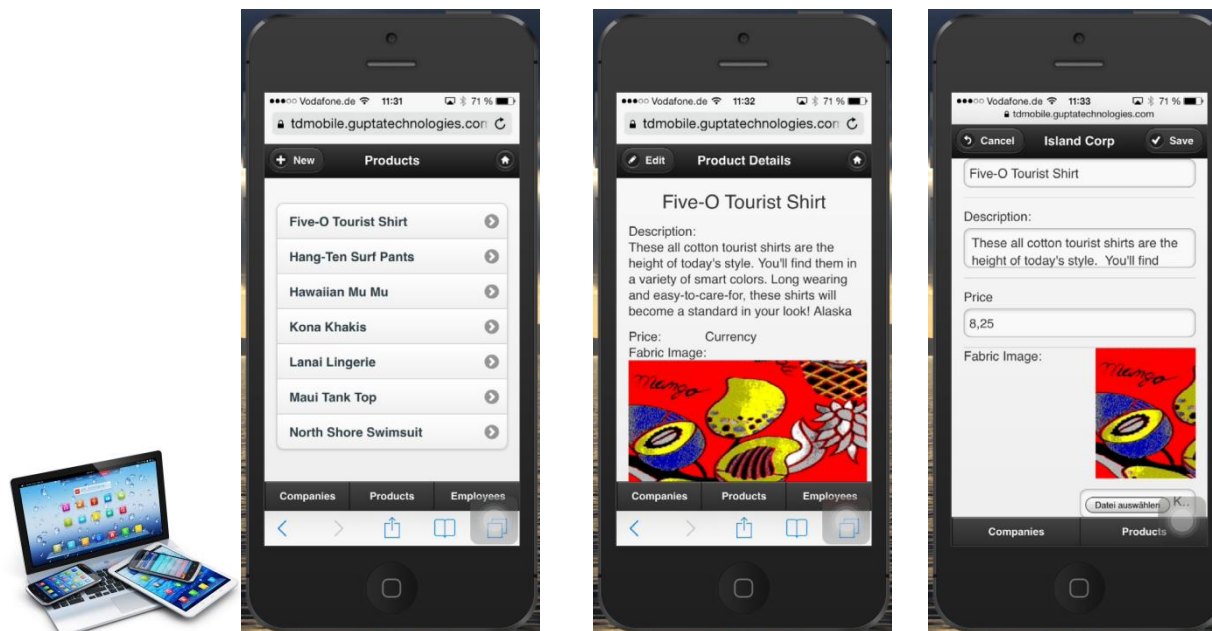 Vodafone.de 11:31 71 %
tdmobile.guptatechnologies.con
New Products
Five-O Tourist Shirt
Hang-Ten Surf Pants
Hawaiian Mu Mu
Kona Khakis
Lanai Lingerie
Maui Tank Top
North Shore Swimsuit
Companies Products Employees
Vodafone.de 11:32 71 %
tdmobile.guptatechnologies.con
Edit Product Details
Five-O Tourist Shirt
Description:
These all cotton tourist shirts are the
height of today's style. You'll find them in
a variety of smart colors. Long wearing
and easy-to-care-for, these shirts will
become a standard in your look! Alaska
Price: Currency
Fabric Image:
Mango
Companies Products Employees
Vodafone.de 11:33 71 %
tdmobile.guptatechnologies.com
Cancel Island Corp Save
Five-O Tourist Shirt
Description:
These all cotton tourist shirts are the
height of today's style. You'll find
Price
8,25
Fabric Image:
Mango
Datei auswählen K..
Companies Products